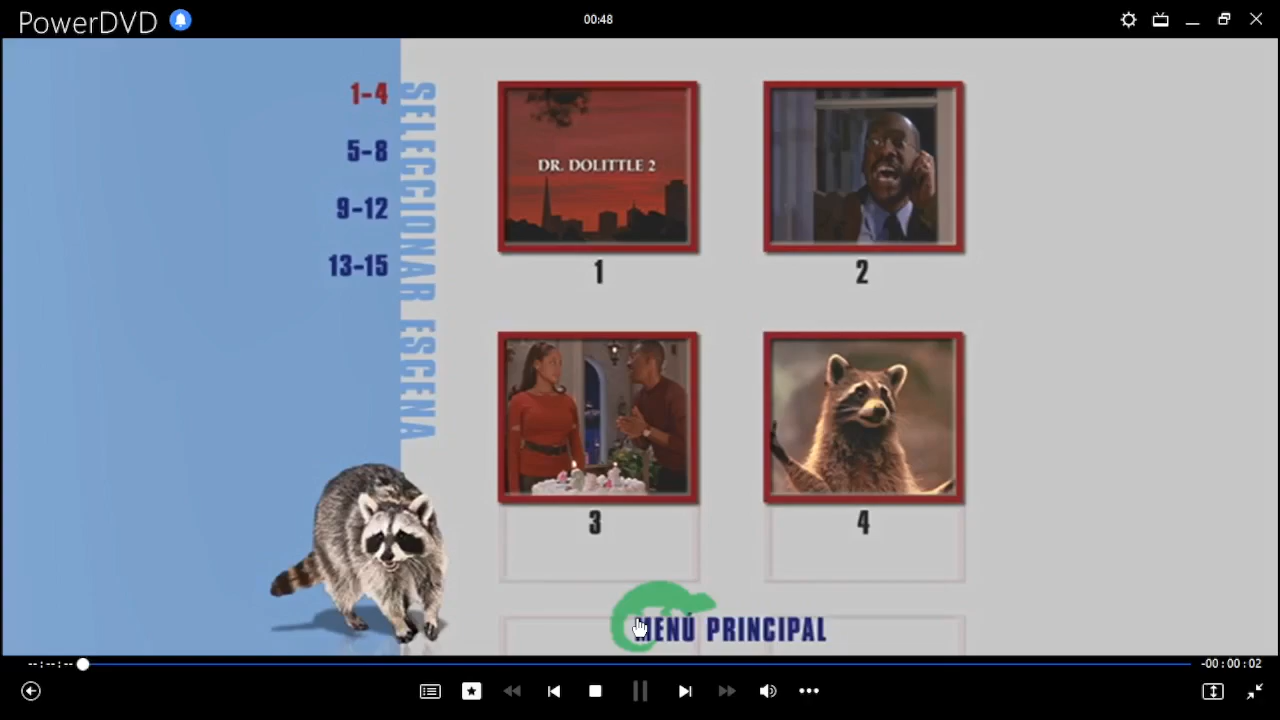 PowerDVD
00:48
1-4
5-8
9-12
13-15
SELECCIONAR ESCENA
DR. DOLITTLE 2
1
2
3
4
MENÚ PRINCIPAL
--:--:--
-00:00:02